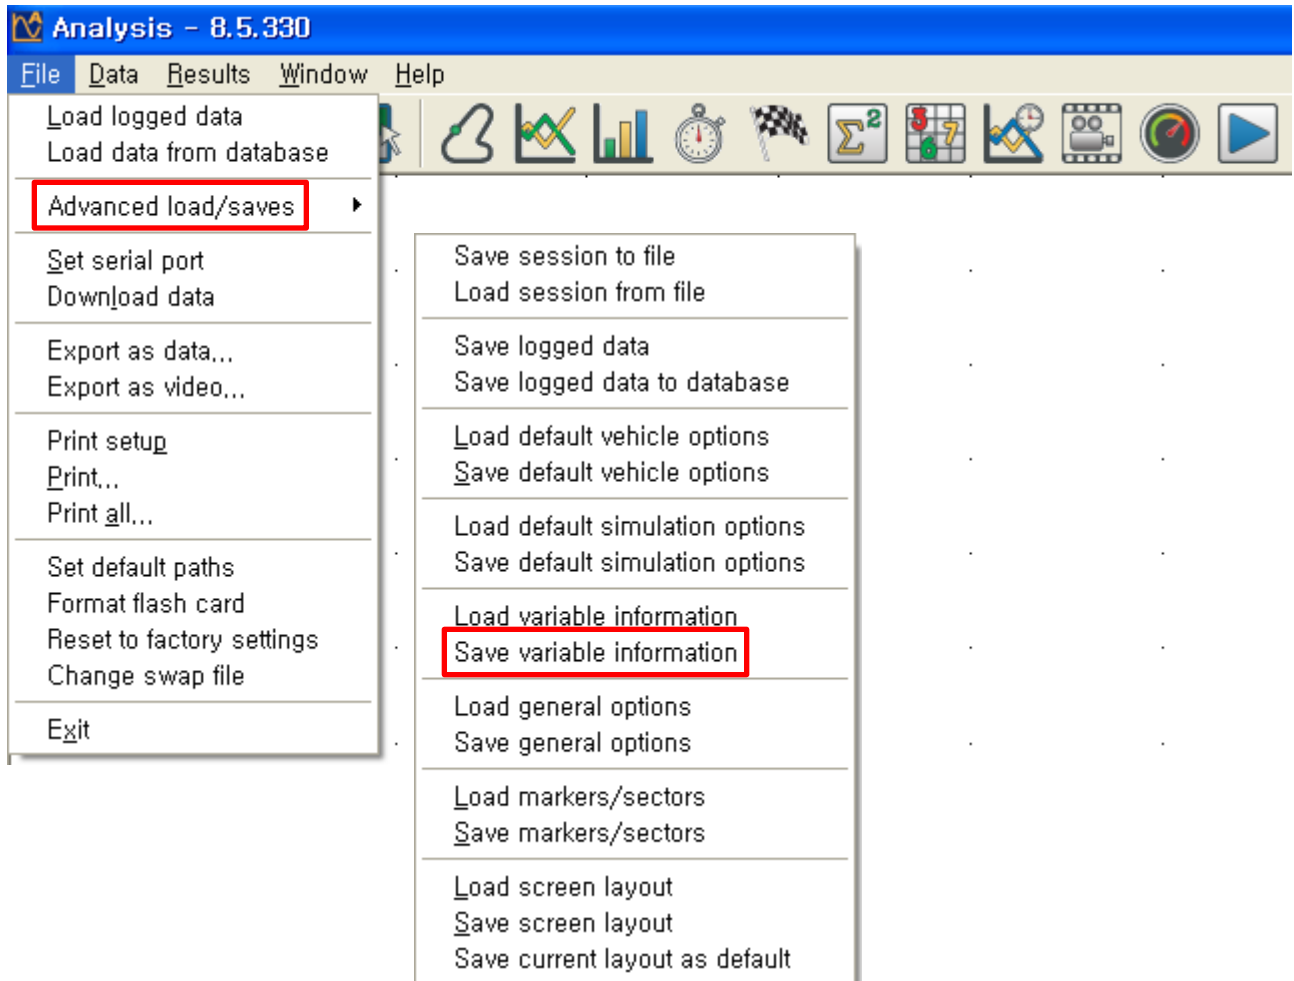 Analysis - 8.5.330
File Data Results Window Help
Load logged data
Load data from database
Advanced load/saves
Set serial port
Download data
Export as data...
Export as video...
Print setup
Print...
Print all...
Set default paths
Format flash card
Reset to factory settings
Change swap file
Exit
Save session to file
Load session from file
Save logged data
Save logged data to database
Load default vehicle options
Save default vehicle options
Load default simulation options
Save default simulation options
Load variable information
Save variable information
Load general options
Save general options
Load markers/sectors
Save markers/sectors
Load screen layout
Save screen layout
Save current layout as default